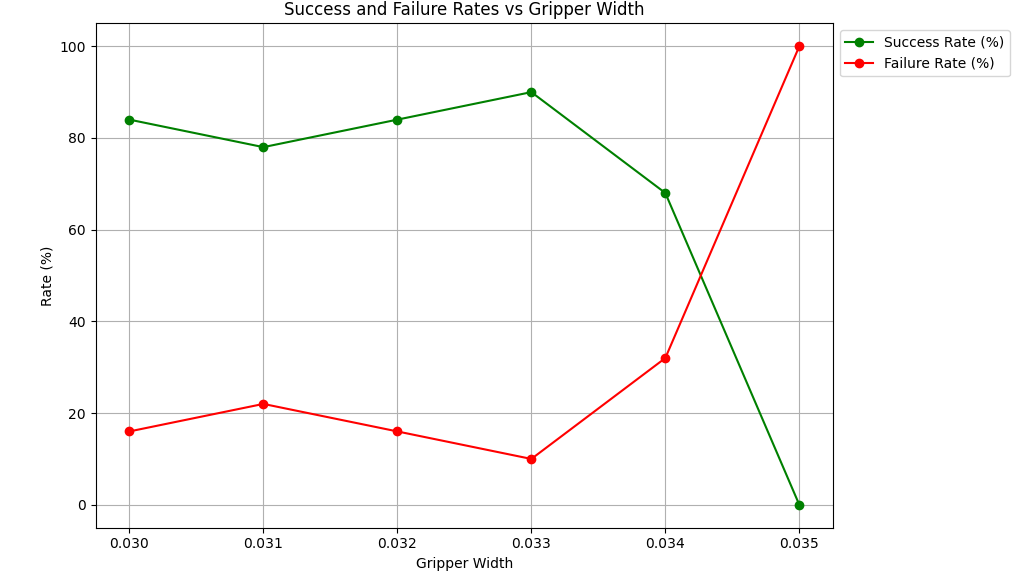 Success and Failure Rates vs Gripper Width
Success Rate (%)
Failure Rate (%)
Rate (%)
100
80
60
40
20
0
0.030 0.031 0.032 0.033 0.034 0.035
Gripper Width